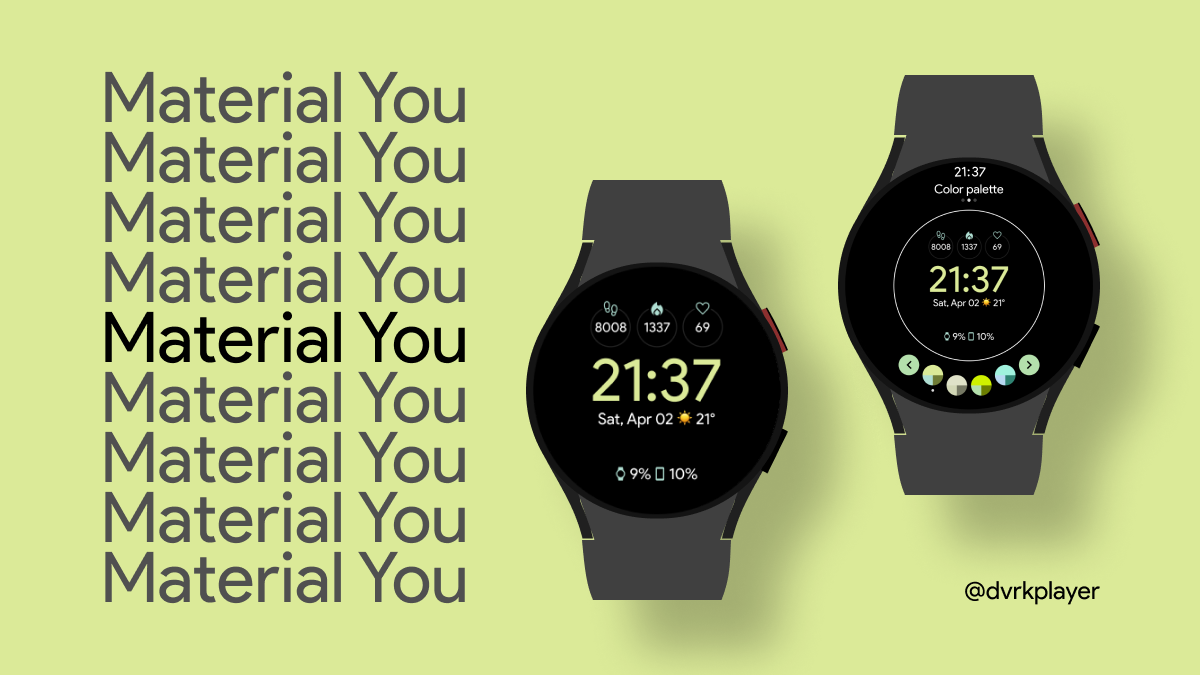 Material You
Material You
Material You
Material You
Material You
Material You
Material You
Material You
Material You
8008 1337 69
21:37
Sat, Apr 02 ☀️ 21°
9% 10%
21:37
Color palette
8008 1337 69
21:37
Sat, Apr 02 ☀️ 21°
9% 10%
@dvrkplayer